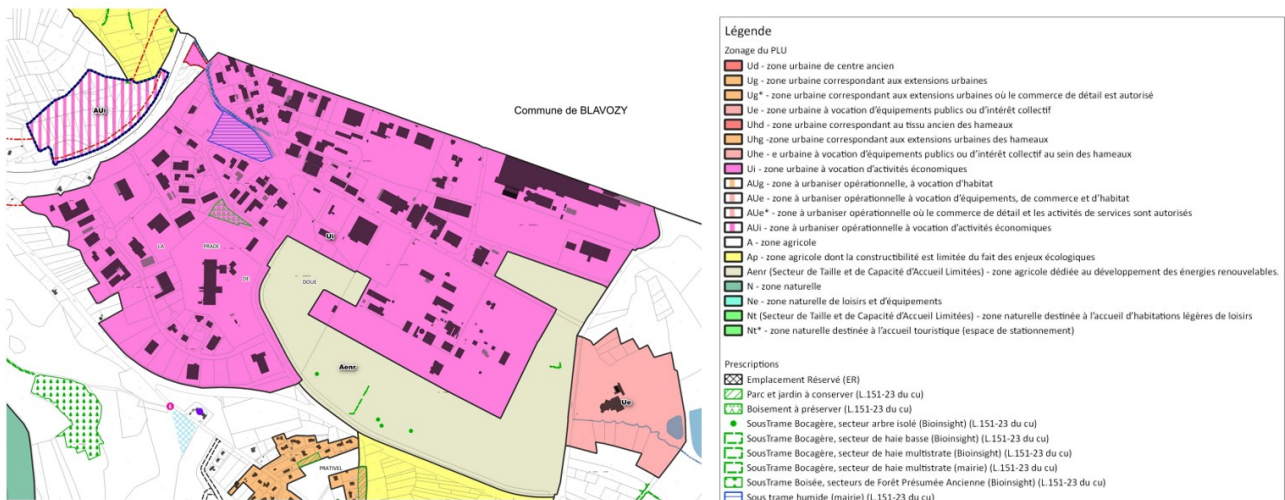 AUi
Commune de BLAVOZY
Ui
LA
PRADE
DE
DOUE
Aenr
Ue
PRATIVEL
Légende
Zonage du PLU
Ud - zone urbaine de centre ancien
Ug - zone urbaine correspondant aux extensions urbaines
Ug* - zone urbaine correspondant aux extensions urbaines où le commerce de détail est autorisé
Ue - zone urbaine à vocation d'équipements publics ou d'intérêt collectif
Uhd - zone urbaine correspondant au tissu ancien des hameaux
Uhg -zone urbaine correspondant aux extensions urbaines des hameaux
Uhe - e urbaine à vocation d'équipements publics ou d'intérêt collectif au sein des hameaux
Ui - zone urbaine à vocation d'activités économiques
AUg - zone à urbaniser opérationnelle, à vocation d'habitat
AUe - zone à urbaniser opérationnelle à vocation d'équipements, de commerce et d'habitat
AUe* - zone à urbaniser opérationnelle où le commerce de détail et les activités de services sont autorisés
AUi - zone à urbaniser opérationnelle à vocation d'activités économiques
A - zone agricole
Ap - zone agricole dont la constructibilité est limitée du fait des enjeux écologiques
Aenr (Secteur de Taille et de Capacité d'Accueil Limitées) - zone agricole dédiée au développement des énergies renouvelables.
N - zone naturelle
Ne - zone naturelle de loisirs et d'équipements
Nt (Secteur de Taille et de Capacité d'Accueil Limitées) - zone naturelle destinée à l'accueil d'habitations légères de loisirs
Nt* - zone naturelle destinée à l'accueil touristique (espace de stationnement)
Prescriptions
Emplacement Réservé (ER)
Parc et jardin à conserver (L.151-23 du cu)
Boisement à préserver (L.151-23 du cu)
SousTrame Bocagère, secteur arbre isolé (Bioinsight) (L.151-23 du cu)
SousTrame Bocagère, secteur de haie basse (Bioinsight) (L.151-23 du cu)
SousTrame Bocagère, secteur de haie multistrate (Bioinsight) (L.151-23 du cu)
SousTrame Bocagère, secteur de haie multistrate (mairie) (L.151-23 du cu)
SousTrame Boisée, secteurs de Forêt Présumée Ancienne (Bioinsight) (L.151-23 du cu)
Sous trame humide (mairie) (L.151-23 du cu)